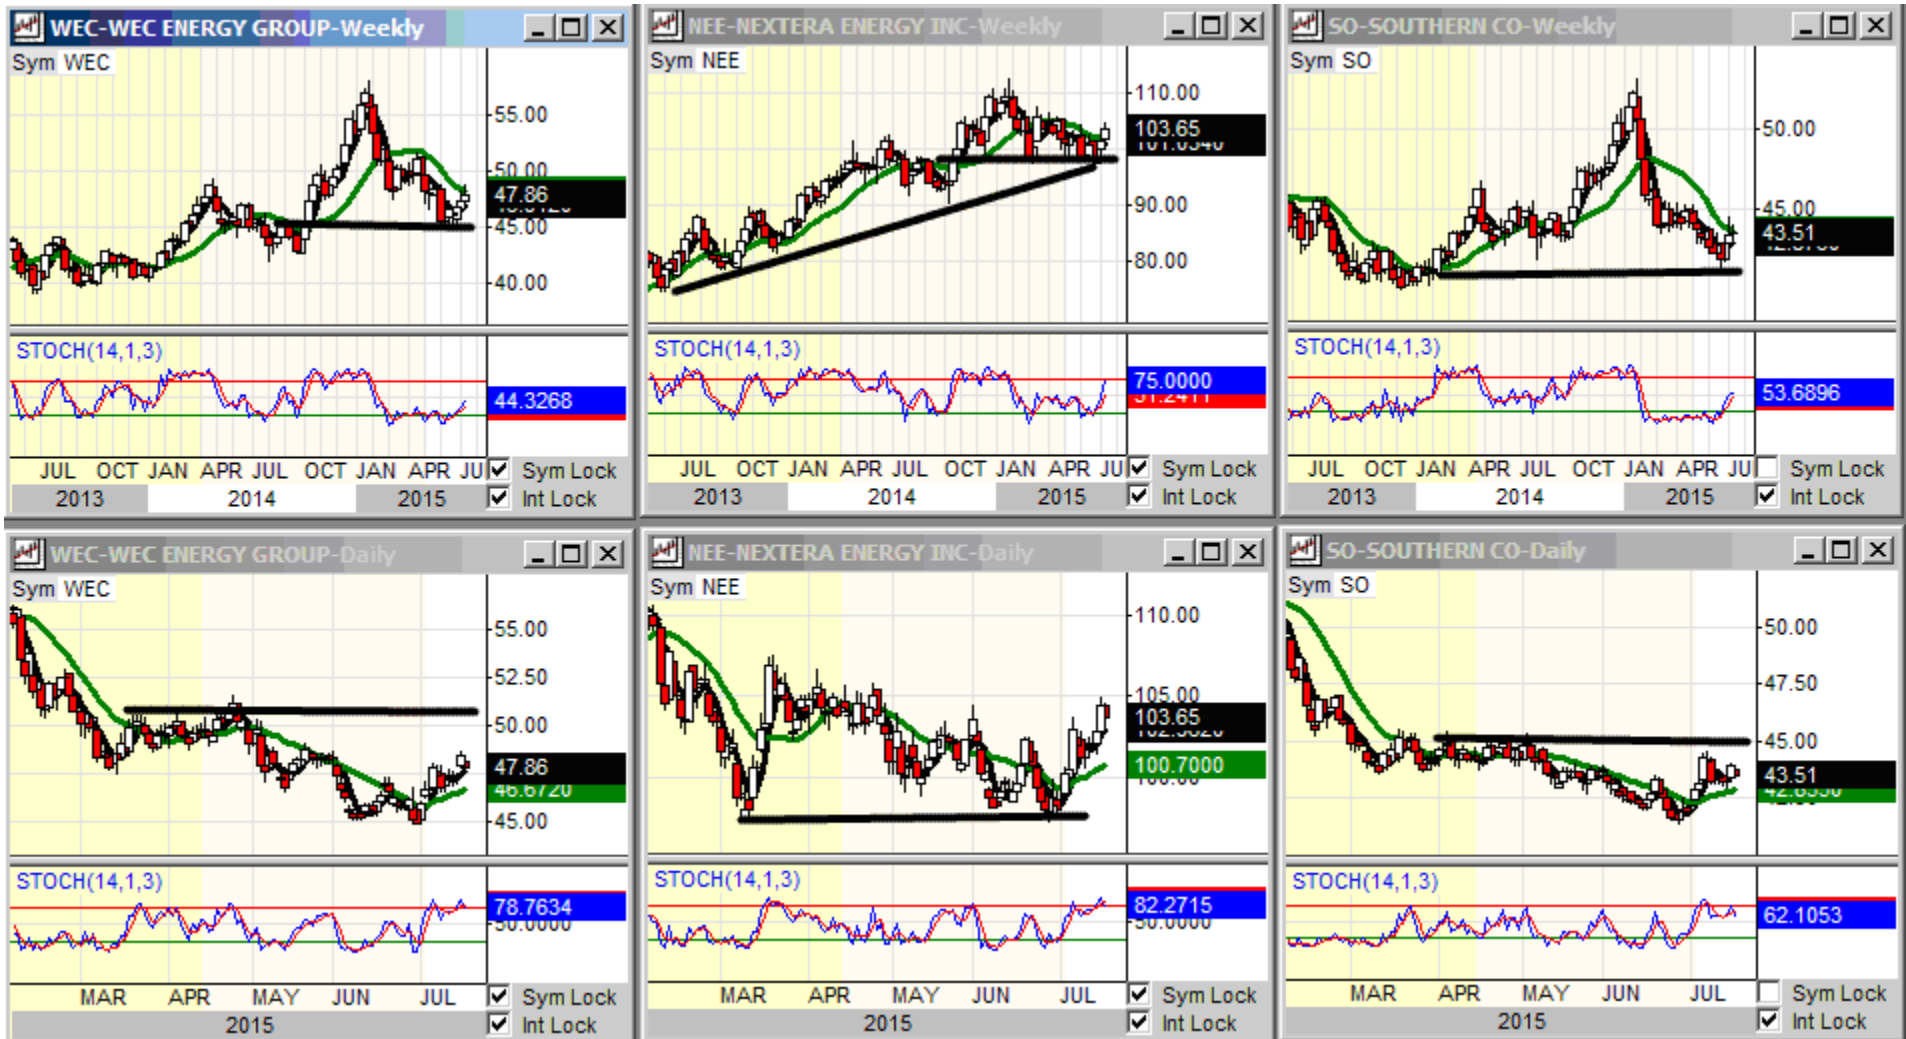 WEC-WEC ENERGY GROUP-Weekly
Sym WEC
55.00
50.00
47.86
45.00
40.00
STOCH(14,1,3)
44.3268
JUL OCT JAN APR JUL OCT JAN APR JU
Sym Lock
2013 2014 2015
Int Lock
NEE-NEXTERA ENERGY INC-Weekly
Sym NEE
110.00
103.65
90.00
80.00
STOCH(14,1,3)
75.0000
JUL OCT JAN APR JUL OCT JAN APR JU
Sym Lock
2013 2014 2015
Int Lock
SO-SOUTHERN CO-Weekly
Sym SO
50.00
45.00
43.51
STOCH(14,1,3)
53.6896
JUL OCT JAN APR JUL OCT JAN APR JU
Sym Lock
2013 2014 2015
Int Lock
WEC-WEC ENERGY GROUP-Daily
Sym WEC
55.00
52.50
50.00
47.86
46.6720
45.00
STOCH(14,1,3)
78.7634
50.0000
MAR APR MAY JUN JUL
Sym Lock
2015
Int Lock
NEE-NEXTERA ENERGY INC-Daily
Sym NEE
110.00
105.00
103.65
100.7000
STOCH(14,1,3)
82.2715
50.0000
MAR APR MAY JUN JUL
Sym Lock
2015
Int Lock
SO-SOUTHERN CO-Daily
Sym SO
50.00
47.50
45.00
43.51
STOCH(14,1,3)
62.1053
MAR APR MAY JUN JUL
Sym Lock
2015
Int Lock